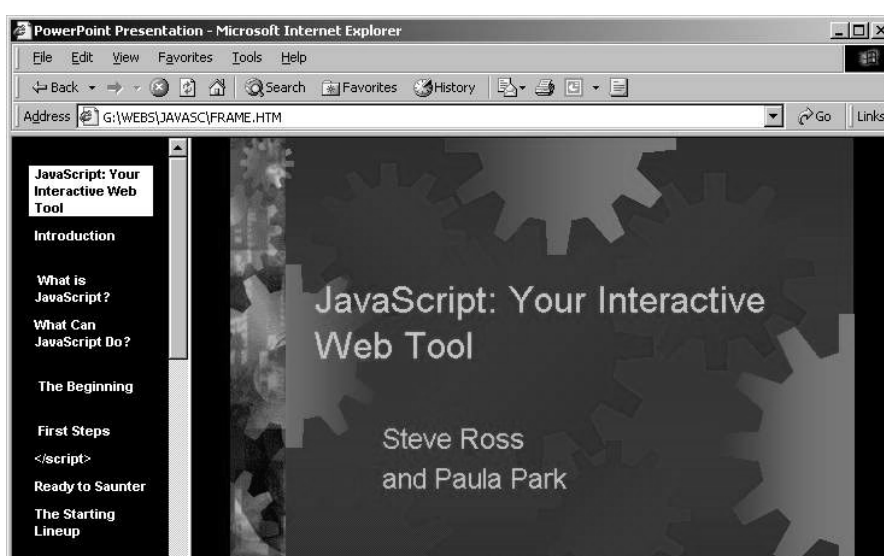 PowerPoint Presentation - Microsoft Internet Explorer
File Edit View Favorites Tools Help
Back Search Favorites History
Address G:\WEBS\JAVASC\FRAME.HTM Go Links
JavaScript: Your
Interactive Web
Tool
Introduction
What is
JavaScript?
What Can
JavaScript Do?
The Beginning
First Steps
</script>
Ready to Saunter
The Starting
Lineup
JavaScript: Your Interactive
Web Tool
Steve Ross
and Paula Park